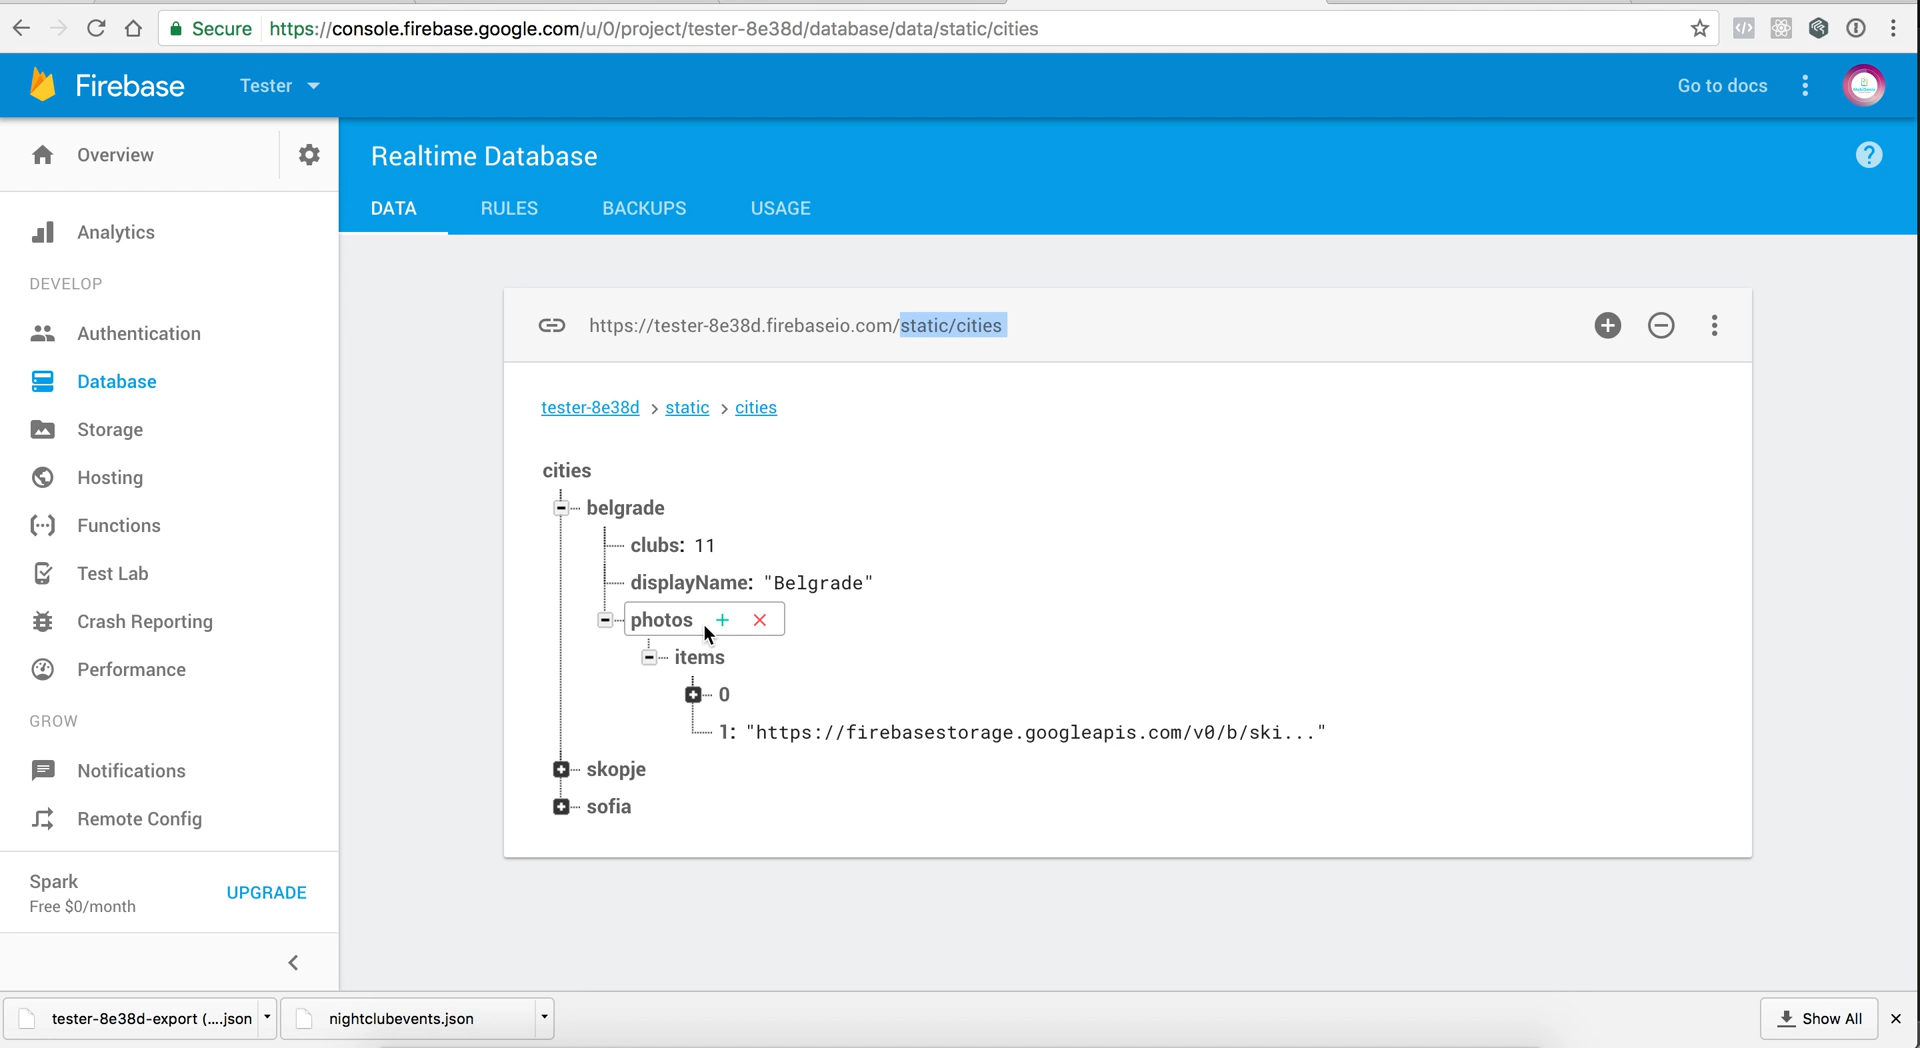 Secure https://console.firebase.google.com/u/0/project/tester-8e38d/database/data/static/cities
Firebase Tester Go to docs
Overview
Analytics
DEVELOP
Authentication
Database
Storage
Hosting
Functions
Test Lab
Crash Reporting
Performance
GROW
Notifications
Remote Config
Spark
Free $0/month
UPGRADE
Realtime Database
DATA RULES BACKUPS USAGE
https://tester-8e38d.firebaseio.com/static/cities
tester-8e38d > static > cities
cities
belgrade
clubs: 11
displayName: "Belgrade"
photos
items
0
1: "https://firebasestorage.googleapis.com/v0/b/ski..."
skopje
sofia
tester-8e38d-export (....json nightclubevents.json Show All